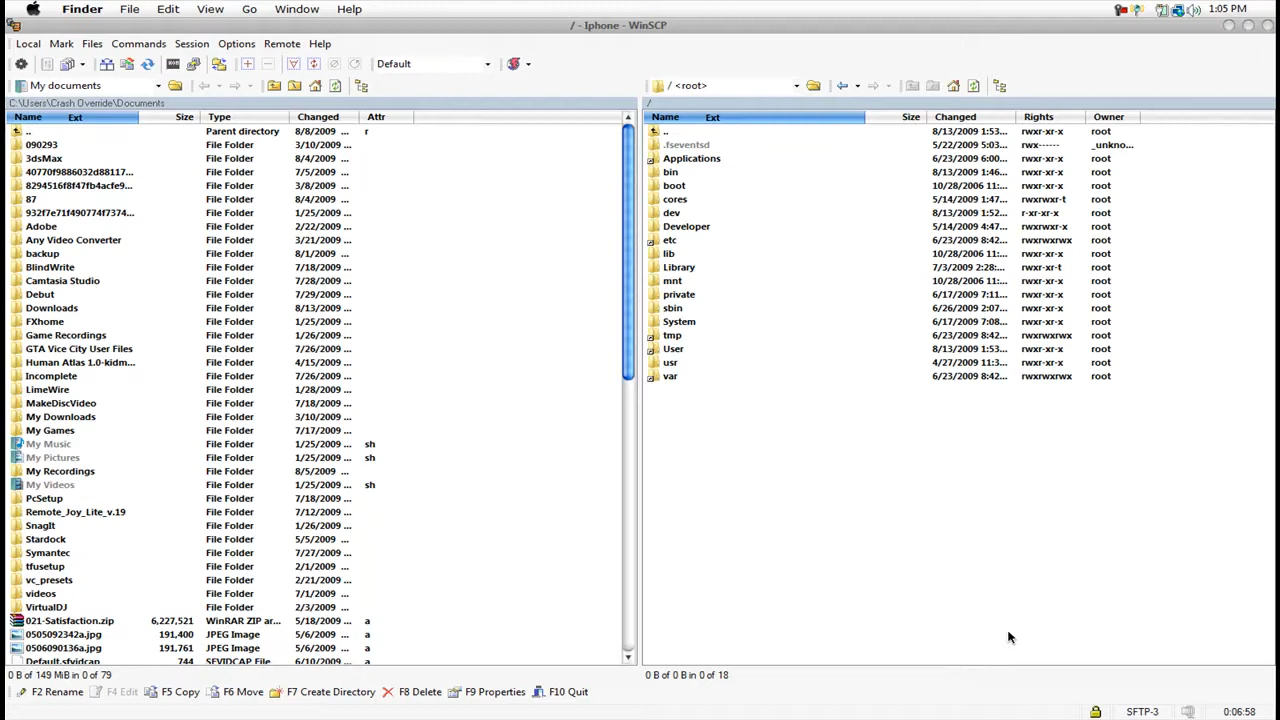 Finder File Edit View Go Window Help 1:05 PM
/ - Iphone - WinSCP
Local Mark Files Commands Session Options Remote Help
Default
My documents / <root>
C:\Users\Crash Override\Documents /
Name Ext Size Type Changed Attr Name Ext Size Changed Rights Owner
.. Parent directory 8/8/2009 ... r .. 8/13/2009 1:53... rwxr-xr-x root
090293 File Folder 3/10/2009 ... .fseventsd 5/22/2009 5:03... rwx------ _unkno...
3dsMax File Folder 8/4/2009 ... Applications 6/23/2009 6:00... rwxr-xr-x root
40770f9886032d88117... File Folder 7/5/2009 ... bin 8/13/2009 1:46... rwxr-xr-x root
8294516f8f47fb4acfe9... File Folder 3/8/2009 ... boot 10/28/2006 11:... rwxr-xr-x root
87 File Folder 8/4/2009 ... cores 5/14/2009 1:47... rwxrwxr-t root
932f7e71f490774f7374... File Folder 1/25/2009 ... dev 8/13/2009 1:52... r-xr-xr-x root
Adobe File Folder 2/22/2009 ... Developer 5/14/2009 4:47... rwxrwxr-x root
Any Video Converter File Folder 3/21/2009 ... etc 6/23/2009 8:42... rwxrwxrwx root
backup File Folder 8/1/2009 ... lib 10/28/2006 11:... rwxr-xr-x root
BlindWrite File Folder 7/18/2009 ... Library 7/3/2009 2:28:... rwxr-xr-t root
Camtasia Studio File Folder 7/28/2009 ... mnt 10/28/2006 11:... rwxr-xr-x root
Debut File Folder 7/29/2009 ... private 6/17/2009 7:11... rwxr-xr-x root
Downloads File Folder 8/13/2009 ... sbin 6/26/2009 2:07... rwxr-xr-x root
FXhome File Folder 1/25/2009 ... System 6/17/2009 7:08... rwxr-xr-x root
Game Recordings File Folder 1/26/2009 ... tmp 6/23/2009 8:42... rwxrwxrwx root
GTA Vice City User Files File Folder 1/25/2009 ... User 8/13/2009 1:53... rwxr-xr-x root
Human Atlas 1.0-kidm... File Folder 4/15/2009 ... usr 4/27/2009 11:3... rwxr-xr-x root
Incomplete File Folder 7/26/2009 ... var 6/23/2009 8:42... rwxrwxrwx root
LimeWire File Folder 1/28/2009 ...
MakeDiscVideo File Folder 7/18/2009 ...
My Downloads File Folder 3/10/2009 ...
My Games File Folder 7/17/2009 ...
My Music File Folder 1/25/2009 ... sh
My Pictures File Folder 1/25/2009 ... sh
My Recordings File Folder 8/5/2009 ...
My Videos File Folder 1/25/2009 ... sh
PcSetup File Folder 7/18/2009 ...
Remote_Joy_Lite_v.19 File Folder 7/12/2009 ...
SnagIt File Folder 1/26/2009 ...
Stardock File Folder 5/5/2009 ...
Symantec File Folder 7/27/2009 ...
tfusetup File Folder 2/1/2009 ...
vc_presets File Folder 2/21/2009 ...
videos File Folder 7/1/2009 ...
VirtualDJ File Folder 2/3/2009 ...
021-Satisfaction.zip 6,227,521 WinRAR ZIP ar... 5/18/2009 ... a
0505092342a.jpg 191,400 JPEG Image 5/6/2009 ... a
0506090136a.jpg 191,761 JPEG Image 5/6/2009 ... a
Default.sfvidcap 744 SFVIDCAP File 6/10/2009 ... a
0 B of 149 MiB in 0 of 79 0 B of 0 B in 0 of 18
F2 Rename F4 Edit F5 Copy F6 Move F7 Create Directory F8 Delete F9 Properties F10 Quit
SFTP-3 0:06:58